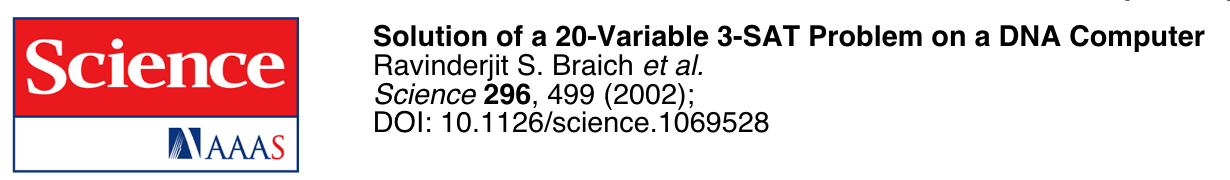 Science
AAAS
Solution of a 20-Variable 3-SAT Problem on a DNA Computer
Ravinderjit S. Braich et al.
Science 296, 499 (2002);
DOI: 10.1126/science.1069528